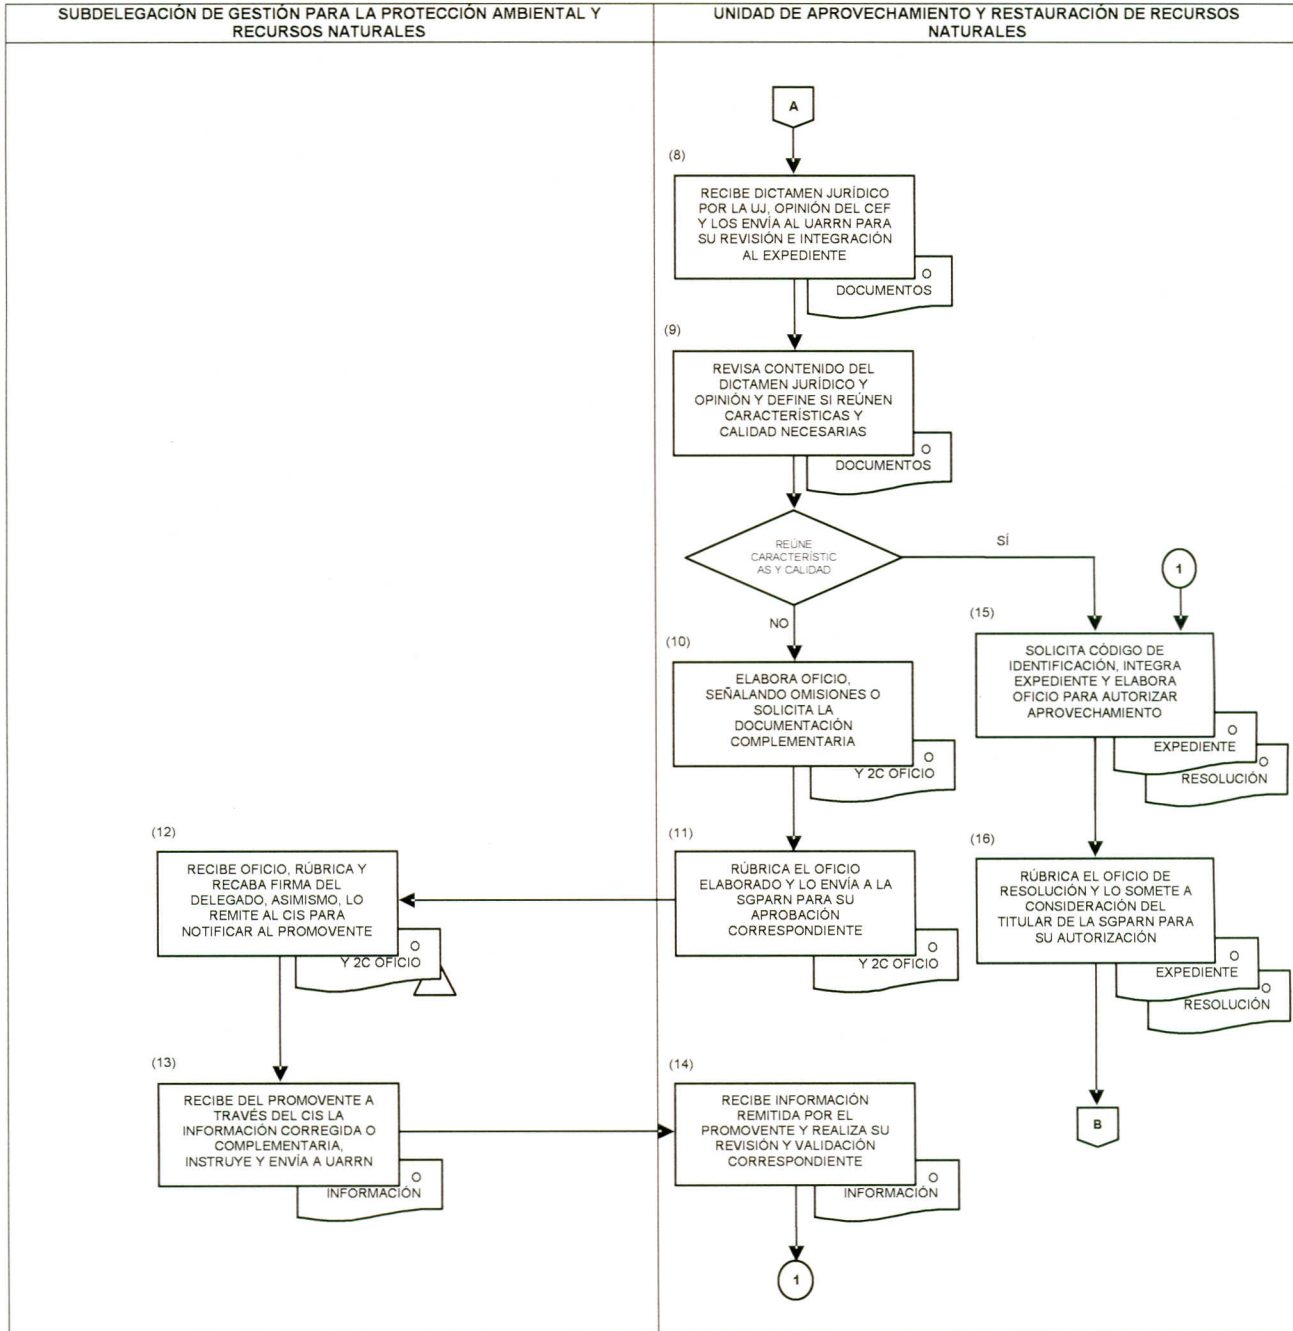 SUBDELEGACIÓN DE GESTIÓN PARA LA PROTECCIÓN AMBIENTAL Y
RECURSOS NATURALES
UNIDAD DE APROVECHAMIENTO Y RESTAURACIÓN DE RECURSOS
NATURALES
A
(8)
RECIBE DICTAMEN JURÍDICO
POR LA UJ, OPINIÓN DEL CEF
Y LOS ENVÍA AL UARRN PARA
SU REVISIÓN E INTEGRACIÓN
AL EXPEDIENTE
O
DOCUMENTOS
(9)
REVISA CONTENIDO DEL
DICTAMEN JURÍDICO Y
OPINIÓN Y DEFINE SI REÚNEN
CARACTERÍSTICAS Y
CALIDAD NECESARIAS
O
DOCUMENTOS
REÚNE
CARACTERÍSTIC
AS Y CALIDAD
SÍ
NO
1
(10)
ELABORA OFICIO,
SEÑALANDO OMISIONES O
SOLICITA LA
DOCUMENTACIÓN
COMPLEMENTARIA
O
Y 2C OFICIO
(15)
SOLICITA CÓDIGO DE
IDENTIFICACIÓN, INTEGRA
EXPEDIENTE Y ELABORA
OFICIO PARA AUTORIZAR
APROVECHAMIENTO
O
EXPEDIENTE
O
RESOLUCIÓN
(12)
RECIBE OFICIO, RÚBRICA Y
RECABA FIRMA DEL
DELEGADO, ASIMISMO, LO
REMITE AL CIS PARA
NOTIFICAR AL PROMOVENTE
O
Y 2C OFICIO
(11)
RÚBRICA EL OFICIO
ELABORADO Y LO ENVÍA A LA
SGPARN PARA SU
APROBACIÓN
CORRESPONDIENTE
O
Y 2C OFICIO
(16)
RÚBRICA EL OFICIO DE
RESOLUCIÓN Y LO SOMETE A
CONSIDERACIÓN DEL
TITULAR DE LA SGPARN PARA
SU AUTORIZACIÓN
O
EXPEDIENTE
O
RESOLUCIÓN
(13)
RECIBE DEL PROMOVENTE A
TRAVÉS DEL CIS LA
INFORMACIÓN CORREGIDA O
COMPLEMENTARIA,
INSTRUYE Y ENVÍA A UARRN
O
INFORMACIÓN
(14)
RECIBE INFORMACIÓN
REMITIDA POR EL
PROMOVENTE Y REALIZA SU
REVISIÓN Y VALIDACIÓN
CORRESPONDIENTE
O
INFORMACIÓN
B
1